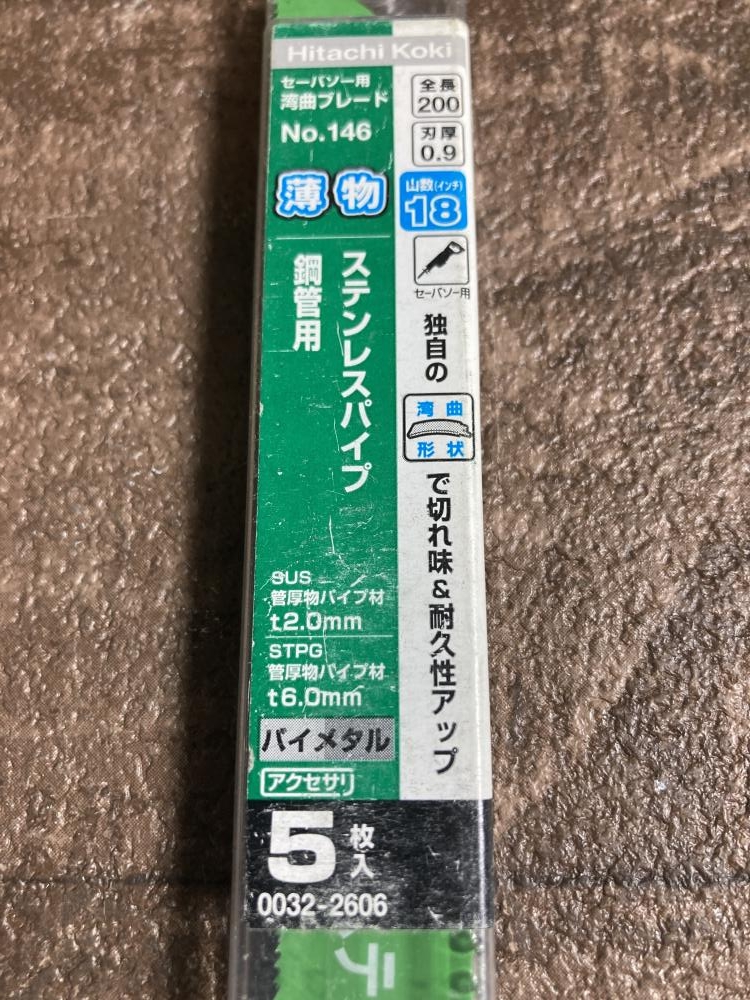 Hitachi Koki
セーバソー用
湾曲ブレード
No.146
薄物
ステンレスパイプ
鋼管用
SUS
管厚物パイプ材
t2.0mm
STPG
管厚物パイプ材
t6.0mm
バイメタル
アクセサリ
5枚入
0032-2606
全長
200
刃厚
0.9
山数(インチ)
18
セーバソー用
独自の
湾曲
形状
で切れ味&耐久性アップ
テ